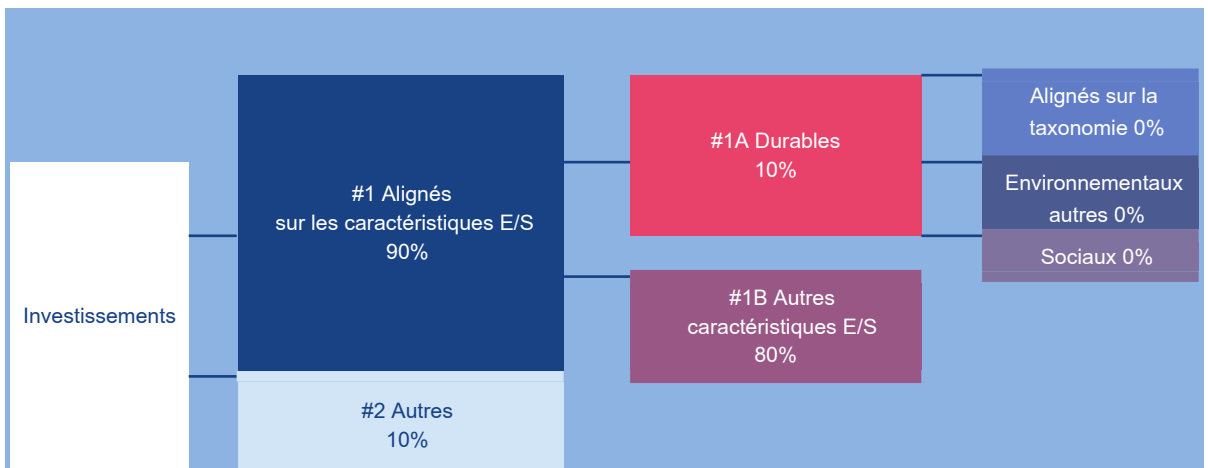 Investissements
#1 Alignés
sur les caractéristiques E/S
90%
#2 Autres
10%
#1A Durables
10%
#1B Autres
caractéristiques E/S
80%
Alignés sur la
taxonomie 0%
Environnementaux
autres 0%
Sociaux 0%